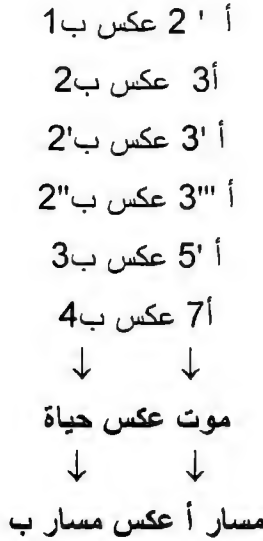 أ ' 2 عكس ب1
أ3 عكس ب2
أ '3 عكس ب'2
أ '''3 عكس ب''2
أ '5 عكس ب3
أ7 عكس ب4
↓ ↓
موت عكس حياة
↓ ↓
مسار أ عكس مسار ب